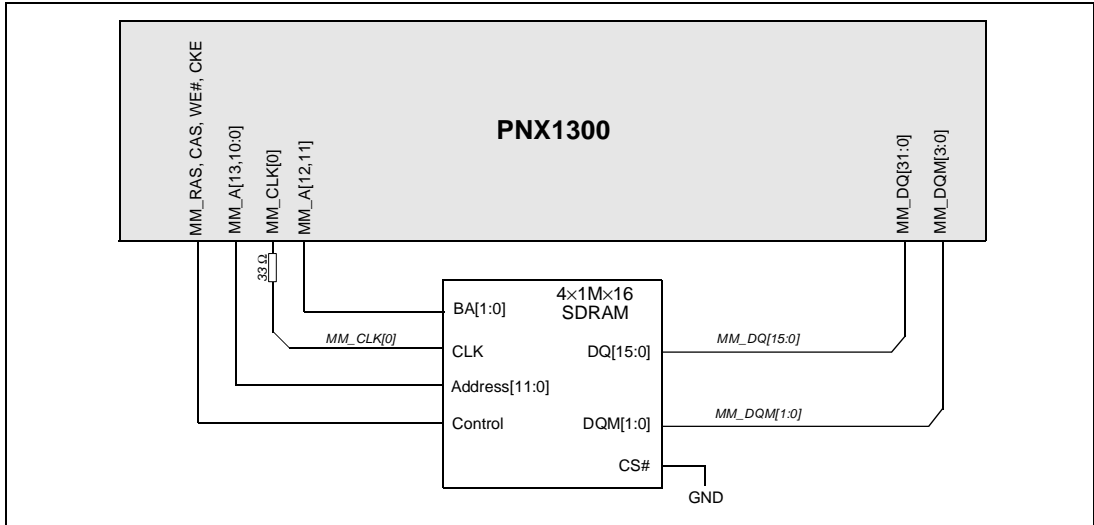 MM_RAS, CAS, WE#, CKE
MM_A[13,10:0]
MM_CLK[0]
MM_A[12,11]
PNX1300
MM_DQ[31:0]
MM_DQM[3:0]
33 Ω
4×1M×16
SDRAM
BA[1:0]
MM_CLK[0]
CLK
DQ[15:0]
MM_DQ[15:0]
Address[11:0]
Control
DQM[1:0]
MM_DQM[1:0]
CS#
GND